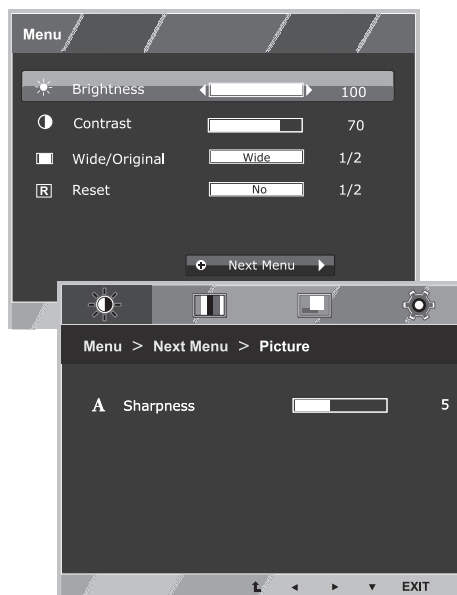 Menu
Brightness 100
Contrast 70
Wide/Original Wide 1/2
R Reset No 1/2
Next Menu
Menu > Next Menu > Picture
A Sharpness 5
EXIT